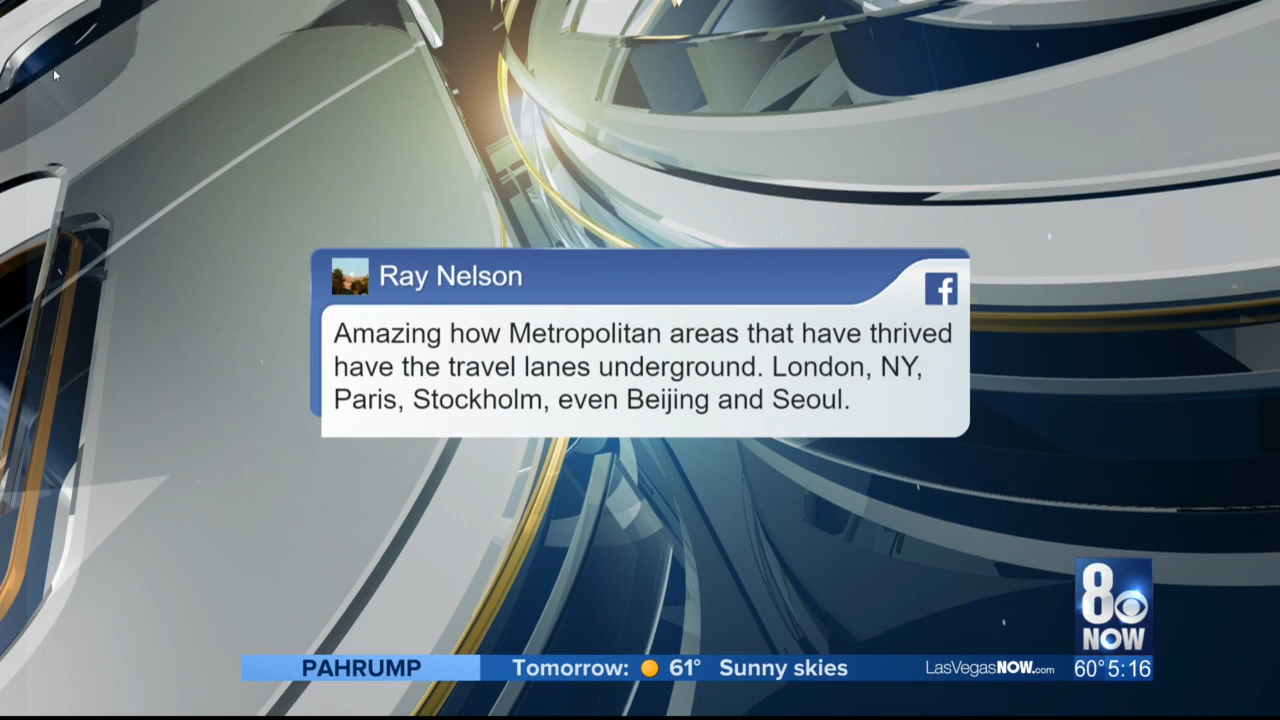 Ray Nelson
f
Amazing how Metropolitan areas that have thrived
have the travel lanes underground. London, NY,
Paris, Stockholm, even Beijing and Seoul.
8
NOW
PAHRUMP Tomorrow: 61° Sunny skies LasVegasNOW.com 60° 5:16